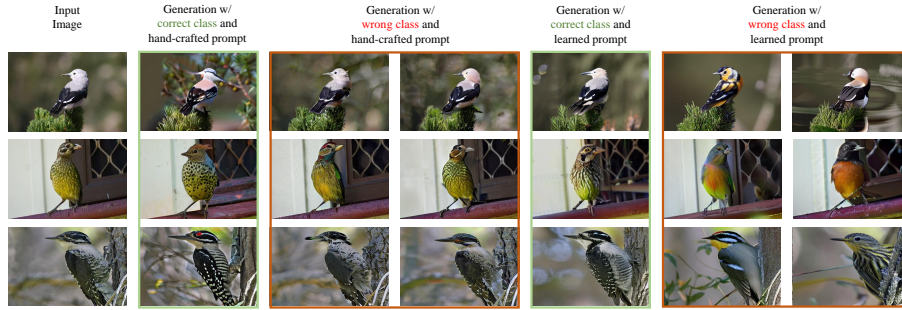 Input
Image
Generation w/
correct class and
hand-crafted prompt
Generation w/
wrong class and
hand-crafted prompt
Generation w/
correct class and
learned prompt
Generation w/
wrong class and
learned prompt